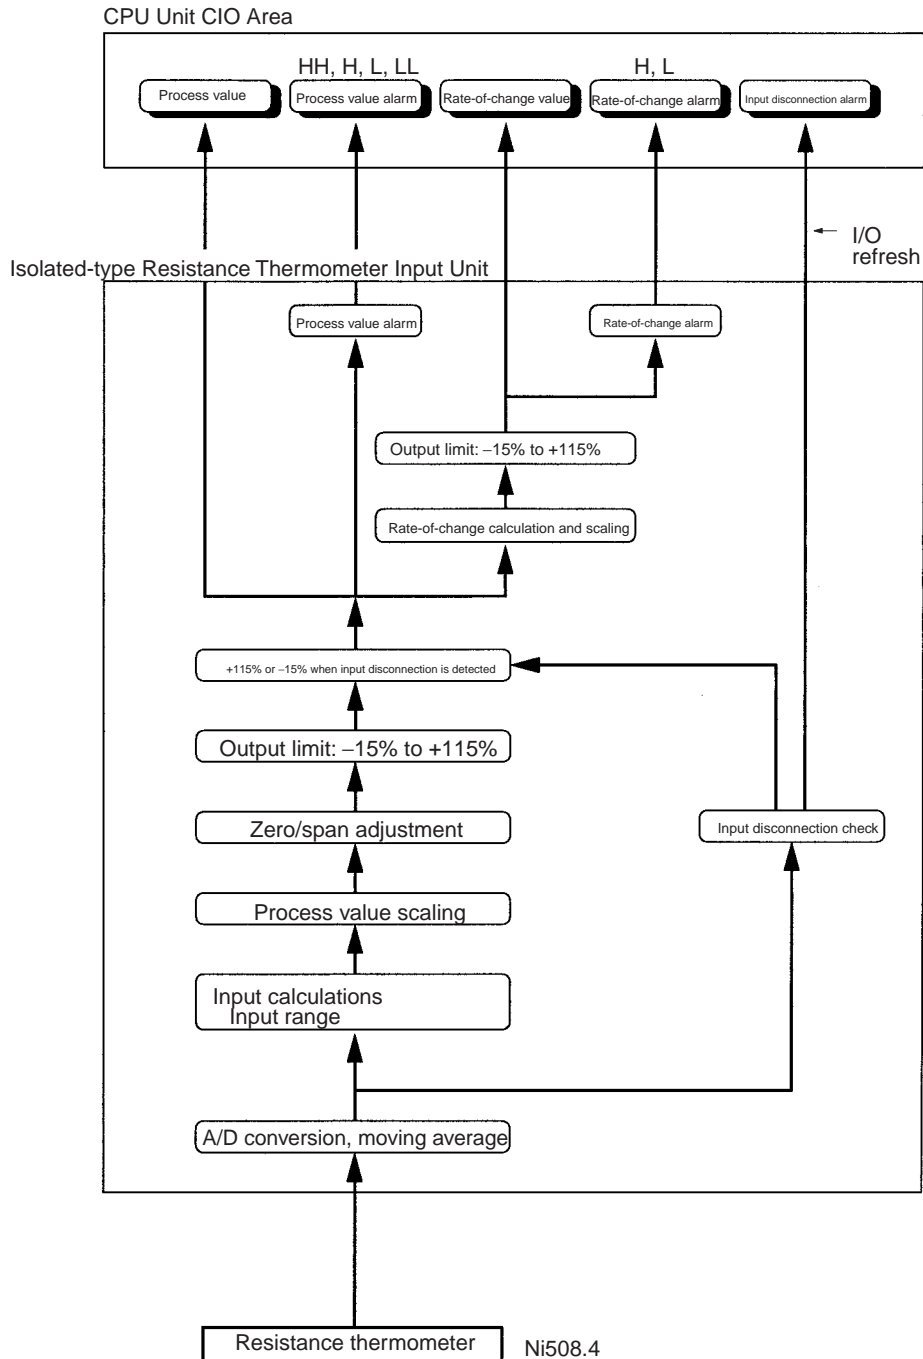 CPU Unit CIO Area
HH, H, L, LL
H, L
Process value
Process value alarm
Rate-of-change value
Rate-of-change alarm
Input disconnection alarm
I/O
refresh
Isolated-type Resistance Thermometer Input Unit
Process value alarm
Rate-of-change alarm
Output limit: –15% to +115%
Rate-of-change calculation and scaling
+115% or –15% when input disconnection is detected
Output limit: –15% to +115%
Zero/span adjustment
Input disconnection check
Process value scaling
Input calculations
Input range
A/D conversion, moving average
Resistance thermometer
Ni508.4